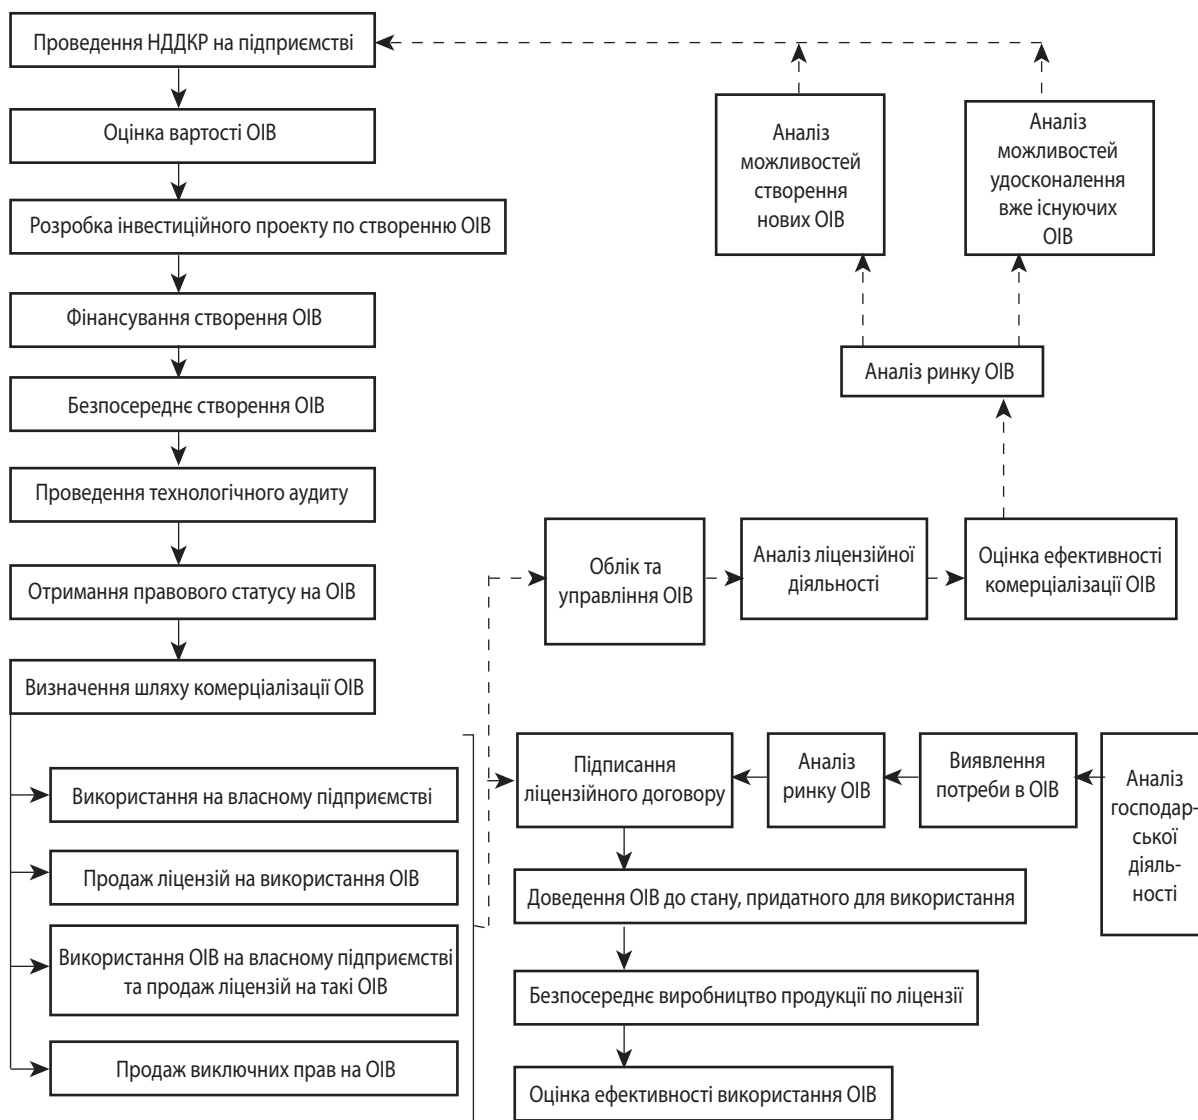 Проведення НДДКР на підприємстві
Оцінка вартості ОІВ
Розробка інвестиційного проекту по створенню ОІВ
Фінансування створення ОІВ
Безпосереднє створення ОІВ
Проведення технологічного аудиту
Отримання правового статусу на ОІВ
Визначення шляху комерціалізації ОІВ
Використання на власному підприємстві
Продаж ліцензій на використання ОІВ
Використання ОІВ на власному підприємстві
та продаж ліцензій на такі ОІВ
Продаж виключних прав на ОІВ
Аналіз
можливостей
створення
нових ОІВ
Аналіз
можливостей
удосконалення
вже існуючих
ОІВ
Аналіз ринку ОІВ
Облік та
управління ОІВ
Аналіз ліцензійної
діяльності
Оцінка ефективності
комерціалізації ОІВ
Підписання
ліцензійного договору
Аналіз
ринку ОІВ
Виявлення
потреби в ОІВ
Аналіз
господар-
ської
діяль-
ності
Доведення ОІВ до стану, придатного для використання
Безпосереднє виробництво продукції по ліцензії
Оцінка ефективності використання ОІВ